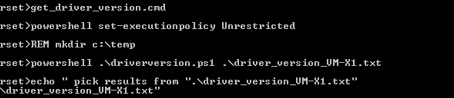 rset>get_driver_version.cmd
rset>powershell set-executionpolicy Unrestricted
rset>REM mkdir c:\temp
rset>powershell .\driverversion.ps1 .\driver_version_VM-X1.txt
rset>echo " pick results from ".\driver_version_VM-X1.txt"
\driver_version_VM-X1.txt"